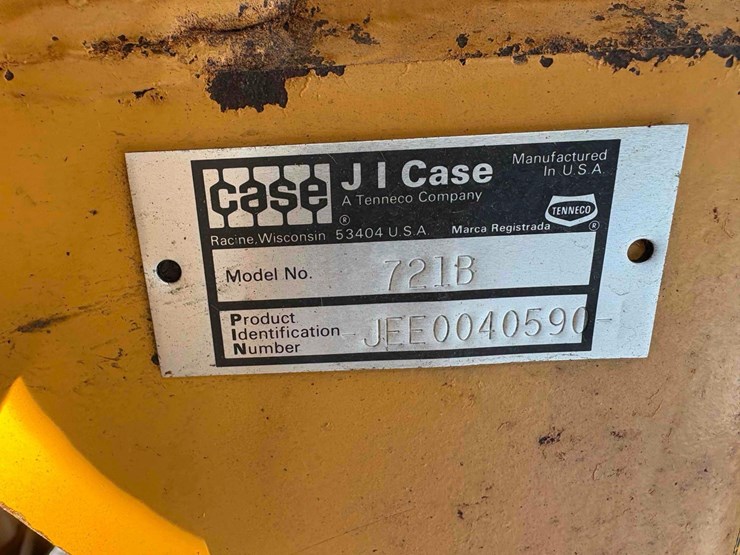 case
J I Case
A Tenneco Company
Manufactured
In U.S.A.
TENNECO
®
®
Racine, Wisconsin 53404 U.S.A.
Marca Registrada
Model No. 721B
Product
Identification
Number
-JEE0040590-